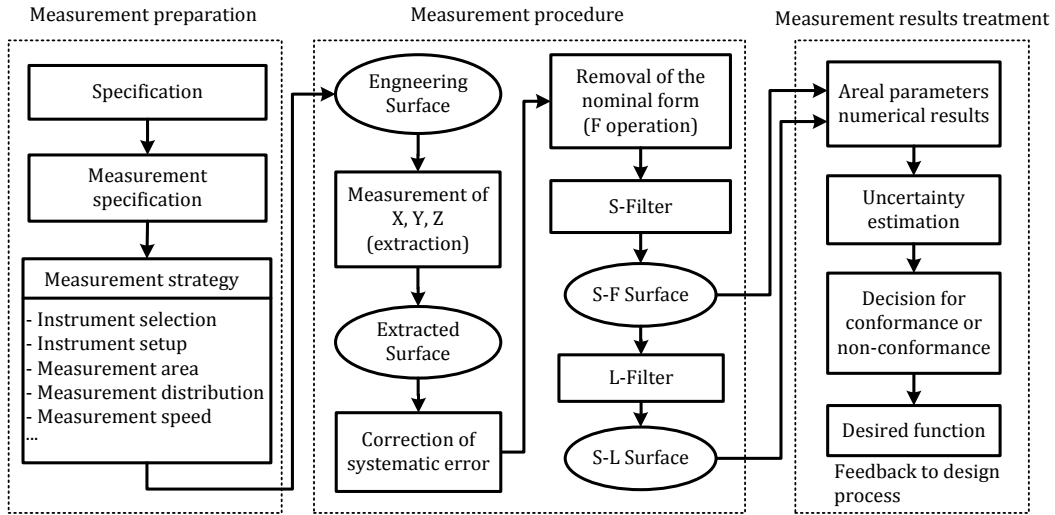 Measurement preparation
Specification
Measurement
specification
Measurement strategy
- Instrument selection
- Instrument setup
- Measurement area
- Measurement distribution
- Measurement speed
...
Measurement procedure
Engineering
Surface
Measurement of
X, Y, Z
(extraction)
Extracted
Surface
Correction of
systematic error
Removal of the
nominal form
(F operation)
S-Filter
S-F Surface
L-Filter
S-L Surface
Measurement results treatment
Areal parameters
numerical results
Uncertainty
estimation
Decision for
conformance or
non-conformance
Desired function
Feedback to design
process